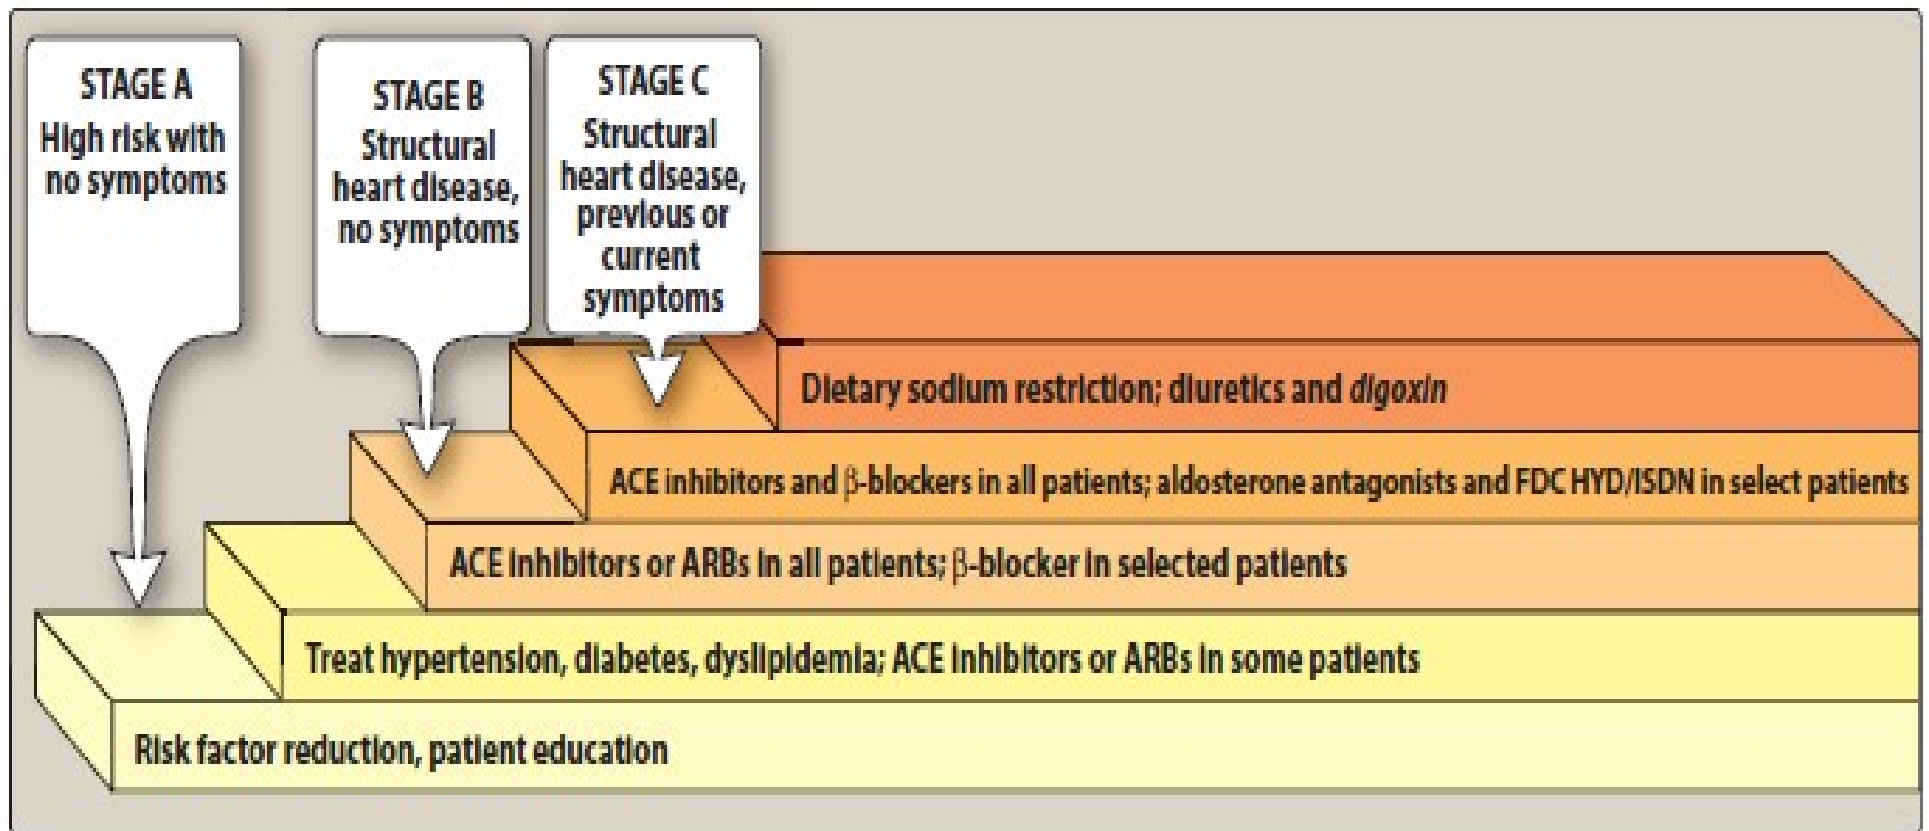 STAGE A
High risk with
no symptoms
STAGE B
Structural
heart disease,
no symptoms
STAGE C
Structural
heart disease,
previous or
current
symptoms
Dietary sodium restriction; diuretics and digoxin
ACE inhibitors and β-blockers in all patients; aldosterone antagonists and FDC HYD/ISDN in select patients
ACE inhibitors or ARBs in all patients; β-blocker in selected patients
Treat hypertension, diabetes, dyslipidemia; ACE inhibitors or ARBs in some patients
Risk factor reduction, patient education